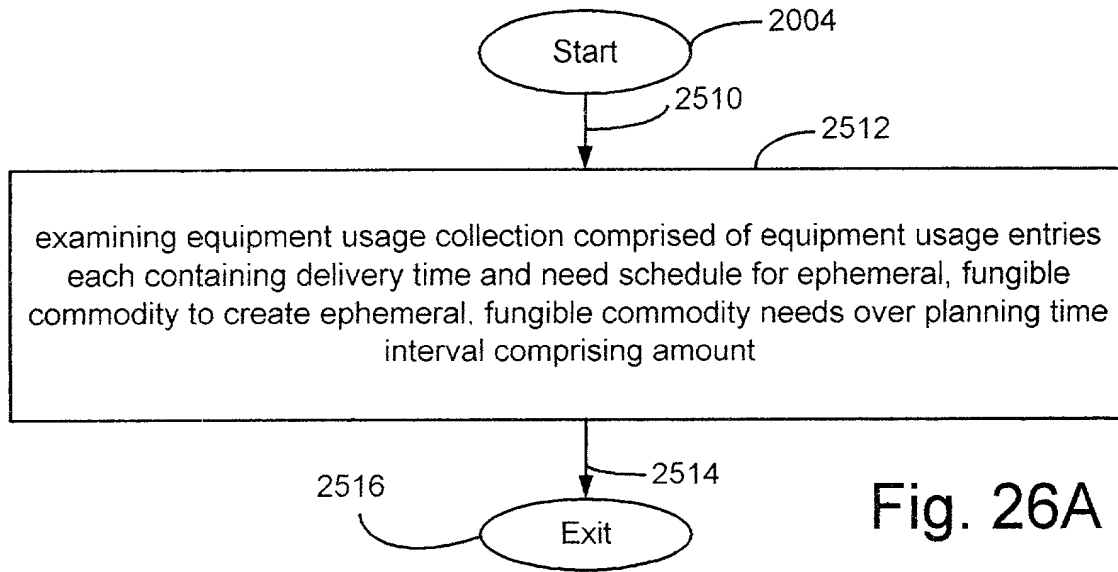 Start
2004
2510
2512
examining equipment usage collection comprised of equipment usage entries
each containing delivery time and need schedule for ephemeral, fungible
commodity to create ephemeral, fungible commodity needs over planning time
interval comprising amount
2514
2516
Exit
Fig. 26A